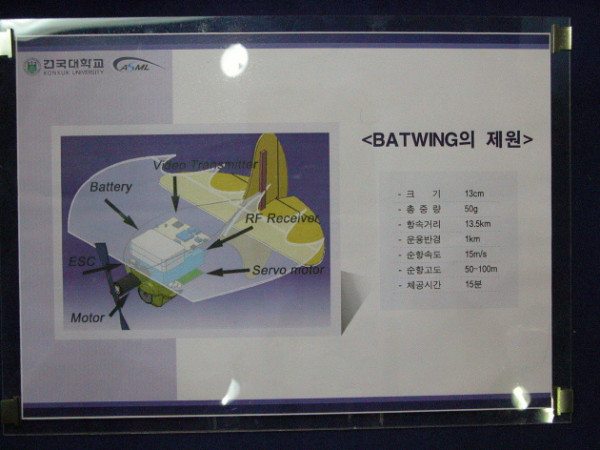 건국대학교
KONKUK UNIVERSITY
ASML
<BATWING의 제원>
Video Transmitter
Battery
RF Receiver
ESC
Servo motor
Motor
- 크 기 13cm
- 총 중 량 50g
- 항속거리 13.5km
- 운용반경 1km
- 순항속도 15m/s
- 순항고도 50-100m
- 체공시간 15분